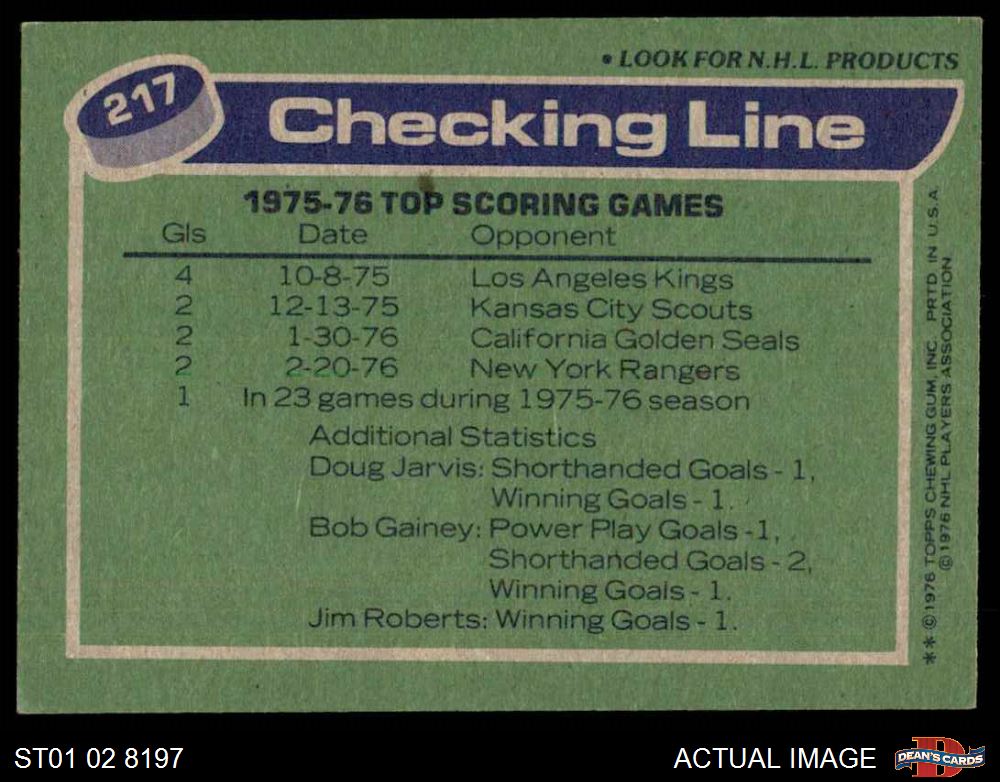 • LOOK FOR N.H.L. PRODUCTS
217
Checking Line
1975-76 TOP SCORING GAMES
Gls Date Opponent
4 10-8-75 Los Angeles Kings
2 12-13-75 Kansas City Scouts
2 1-30-76 California Golden Seals
2 2-20-76 New York Rangers
1 In 23 games during 1975-76 season
Additional Statistics
Doug Jarvis: Shorthanded Goals - 1,
Winning Goals - 1.
Bob Gainey: Power Play Goals -1,
Shorthanded Goals - 2,
Winning Goals - 1.
Jim Roberts: Winning Goals - 1.
** © 1976 TOPPS CHEWING GUM, INC. PRTD. IN U.S.A
© 1976 NHL PLAYERS ASSOCIATION
ST01 02 8197
ACTUAL IMAGE
D
DEAN'S CARDS